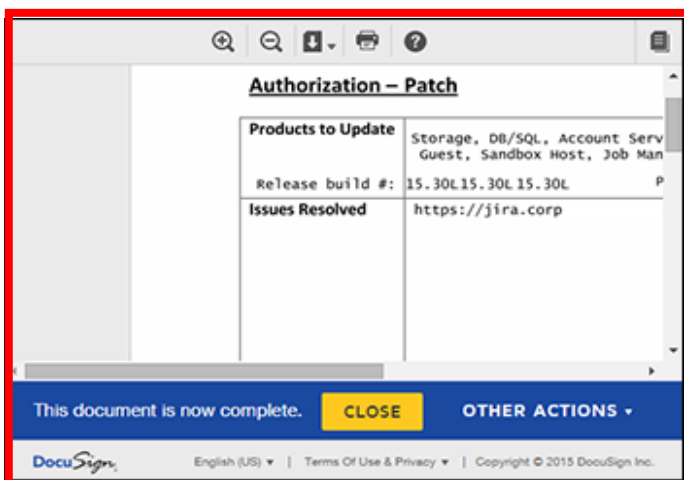 Authorization – Patch
Products to Update
Storage, DB/SQL, Account Serv
Guest, Sandbox Host, Job Man
Release build #: 15.30L15.30L15.30L P
Issues Resolved
https://jira.corp
This document is now complete. CLOSE OTHER ACTIONS
DocuSign English (US) | Terms Of Use & Privacy | Copyright © 2015 DocuSign Inc.